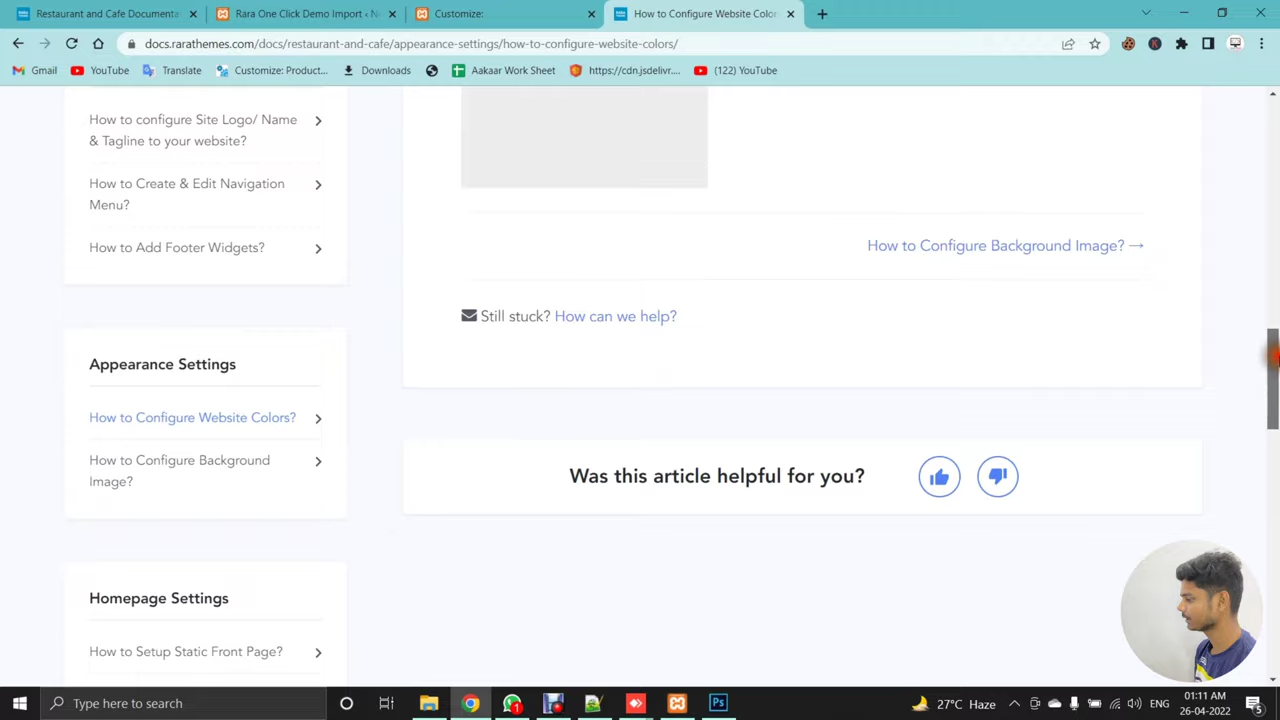 Restaurant and Cafe Documenta
Rara One Click Demo Import ‹ N
Customize:
How to Configure Website Color
docs.rarathemes.com/docs/restaurant-and-cafe/appearance-settings/how-to-configure-website-colors/
Gmail
YouTube
Translate
Customize: Product...
Downloads
Aakaar Work Sheet
https://cdn.jsdelivr....
(122) YouTube
How to configure Site Logo/ Name
& Tagline to your website?
How to Create & Edit Navigation
Menu?
How to Add Footer Widgets?
Appearance Settings
How to Configure Website Colors?
How to Configure Background
Image?
Homepage Settings
How to Setup Static Front Page?
How to Configure Background Image? →
Still stuck? How can we help?
Was this article helpful for you?
Type here to search
1
Ps
27°C Haze
ENG
01:11 AM
26-04-2022
5